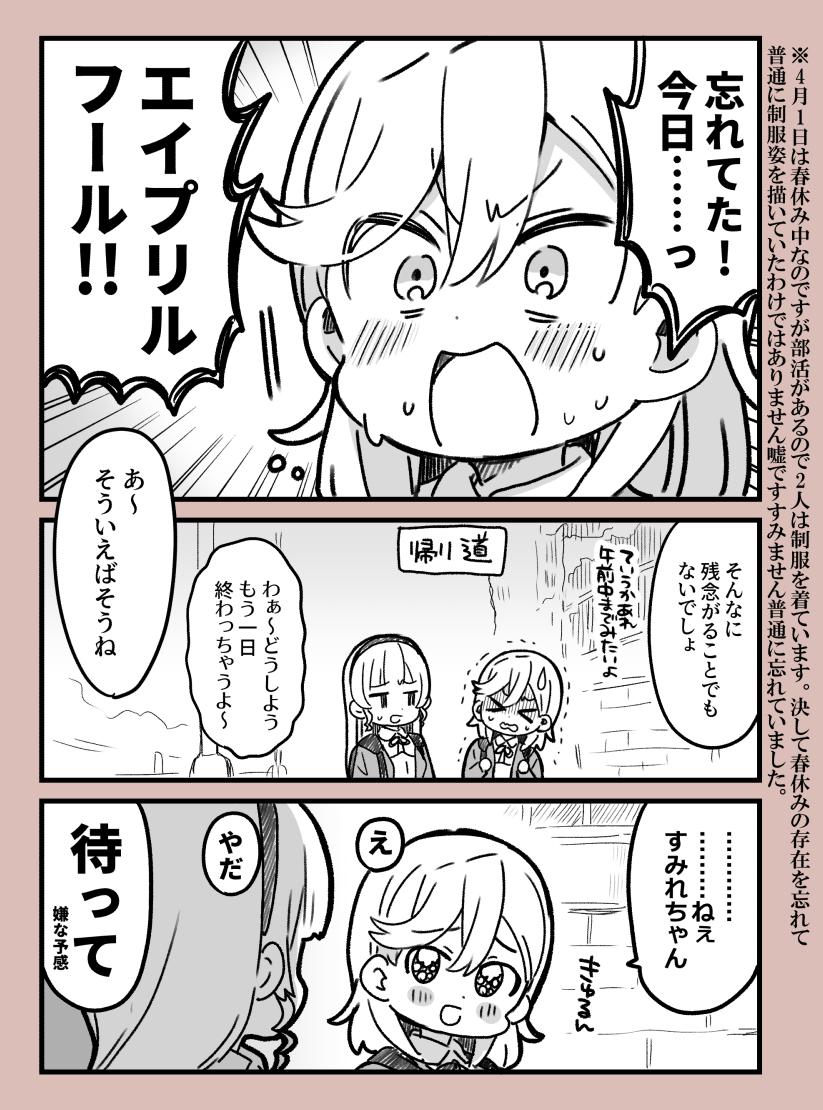 ※4月1日は春休み中なのですが部活があるので2人は制服を着ています。決して春休みの存在を忘れて
普通に制服姿を描いていたわけではありません嘘ですすみません普通に忘れていました。
忘れてた！
今日……っ
エイプリル
フール!!
あ〜
そういえばそうね
そんなに
残念がることでも
ないでしょ
ていうかあれ
午前中までみたいよ
帰り道
わぁ〜どうしよう
もう一日
終わっちゃうよ〜
…………
………ねぇ
すみれちゃん
きゅるん
え
やだ
待って
嫌な予感